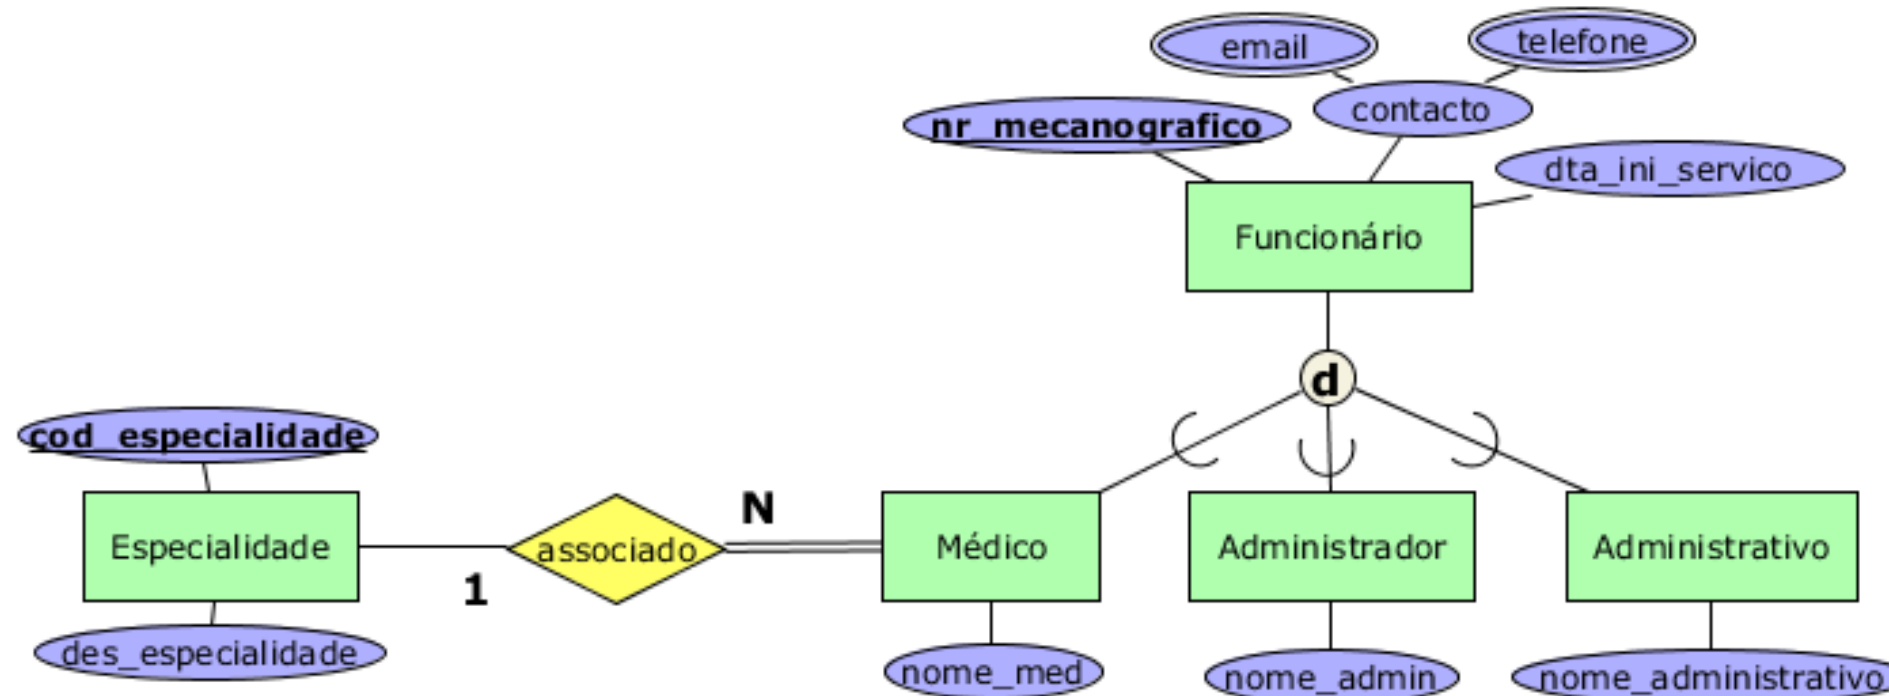 email
telefone
contacto
nr_mecanografico
dta_ini_servico
Funcionário
d
cod_especialidade
N
Especialidade
associado
Médico
Administrador
Administrativo
1
des_especialidade
nome_med
nome_admin
nome_administrativo